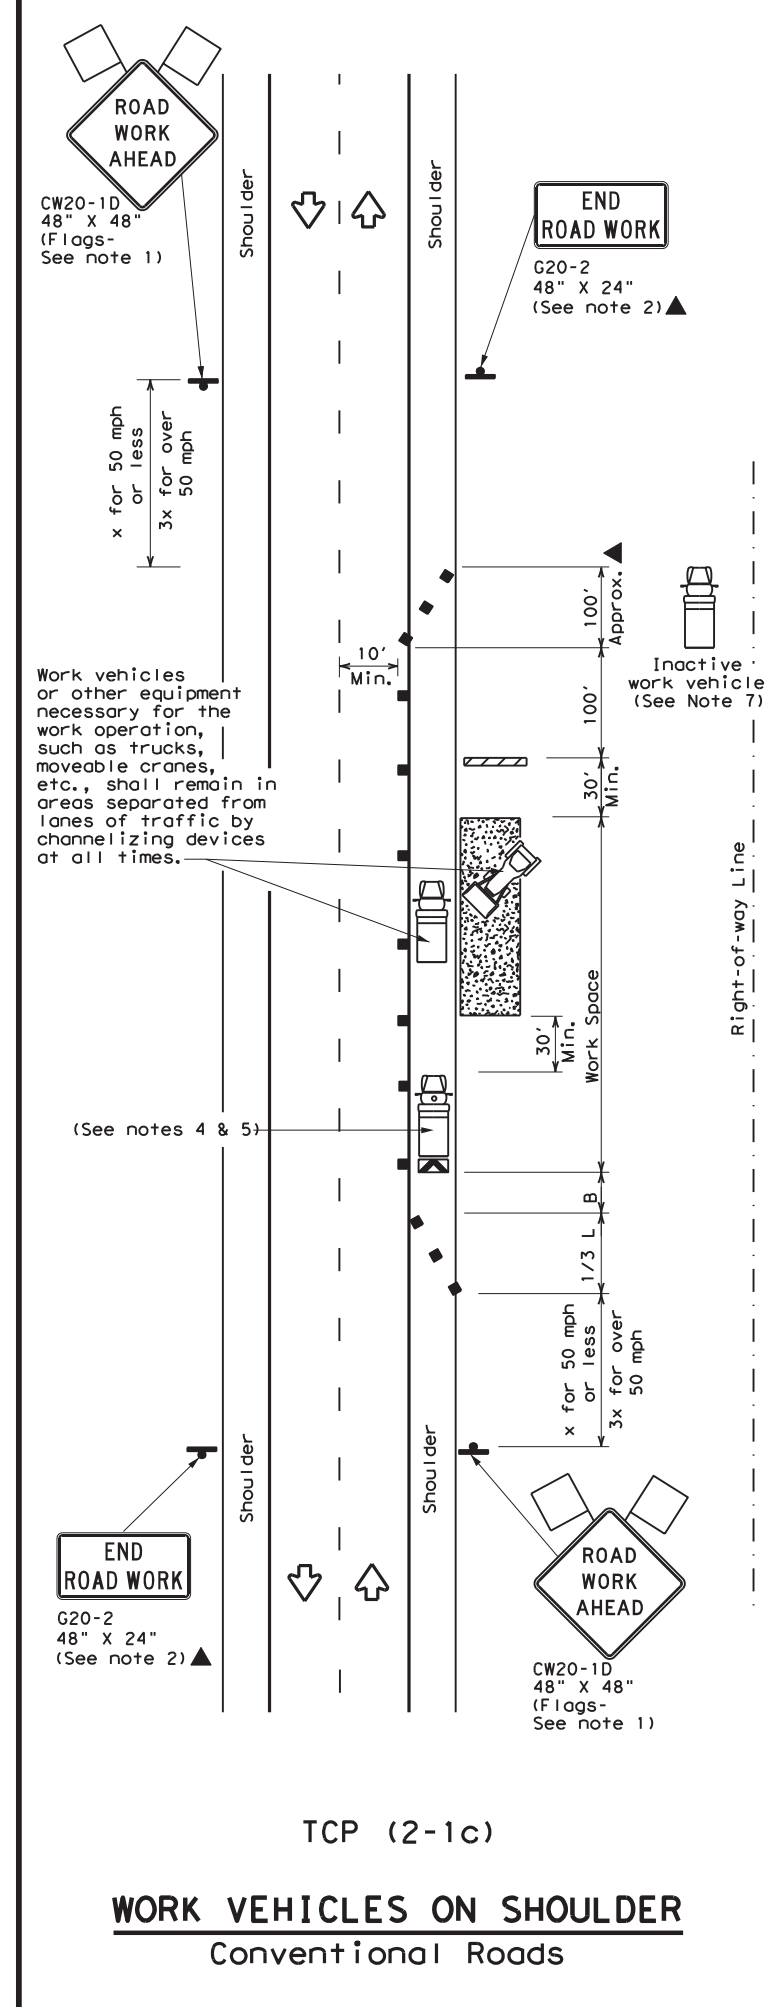 ROAD
WORK
AHEAD
CW20-1D
48" X 48"
(Flags-
See note 1)
Shoulder
Shoulder
END
ROAD WORK
G20-2
48" X 24"
(See note 2)
x for 50 mph
or less
3x for over
50 mph
100'
Approx.
Inactive
work vehicle
(See Note 7)
10'
Min.
100'
30'
Min.
Work vehicles
or other equipment
necessary for the
work operation,
such as trucks,
moveable cranes,
etc., shall remain in
areas separated from
lanes of traffic by
channelizing devices
at all times.
Right-of-way Line
Work Space
30'
Min.
(See notes 4 & 5)
B
1/3 L
x for 50 mph
or less
3x for over
50 mph
Shoulder
Shoulder
END
ROAD WORK
G20-2
48" X 24"
(See note 2)
ROAD
WORK
AHEAD
CW20-1D
48" X 48"
(Flags-
See note 1)
TCP (2-1c)
WORK VEHICLES ON SHOULDER
Conventional Roads